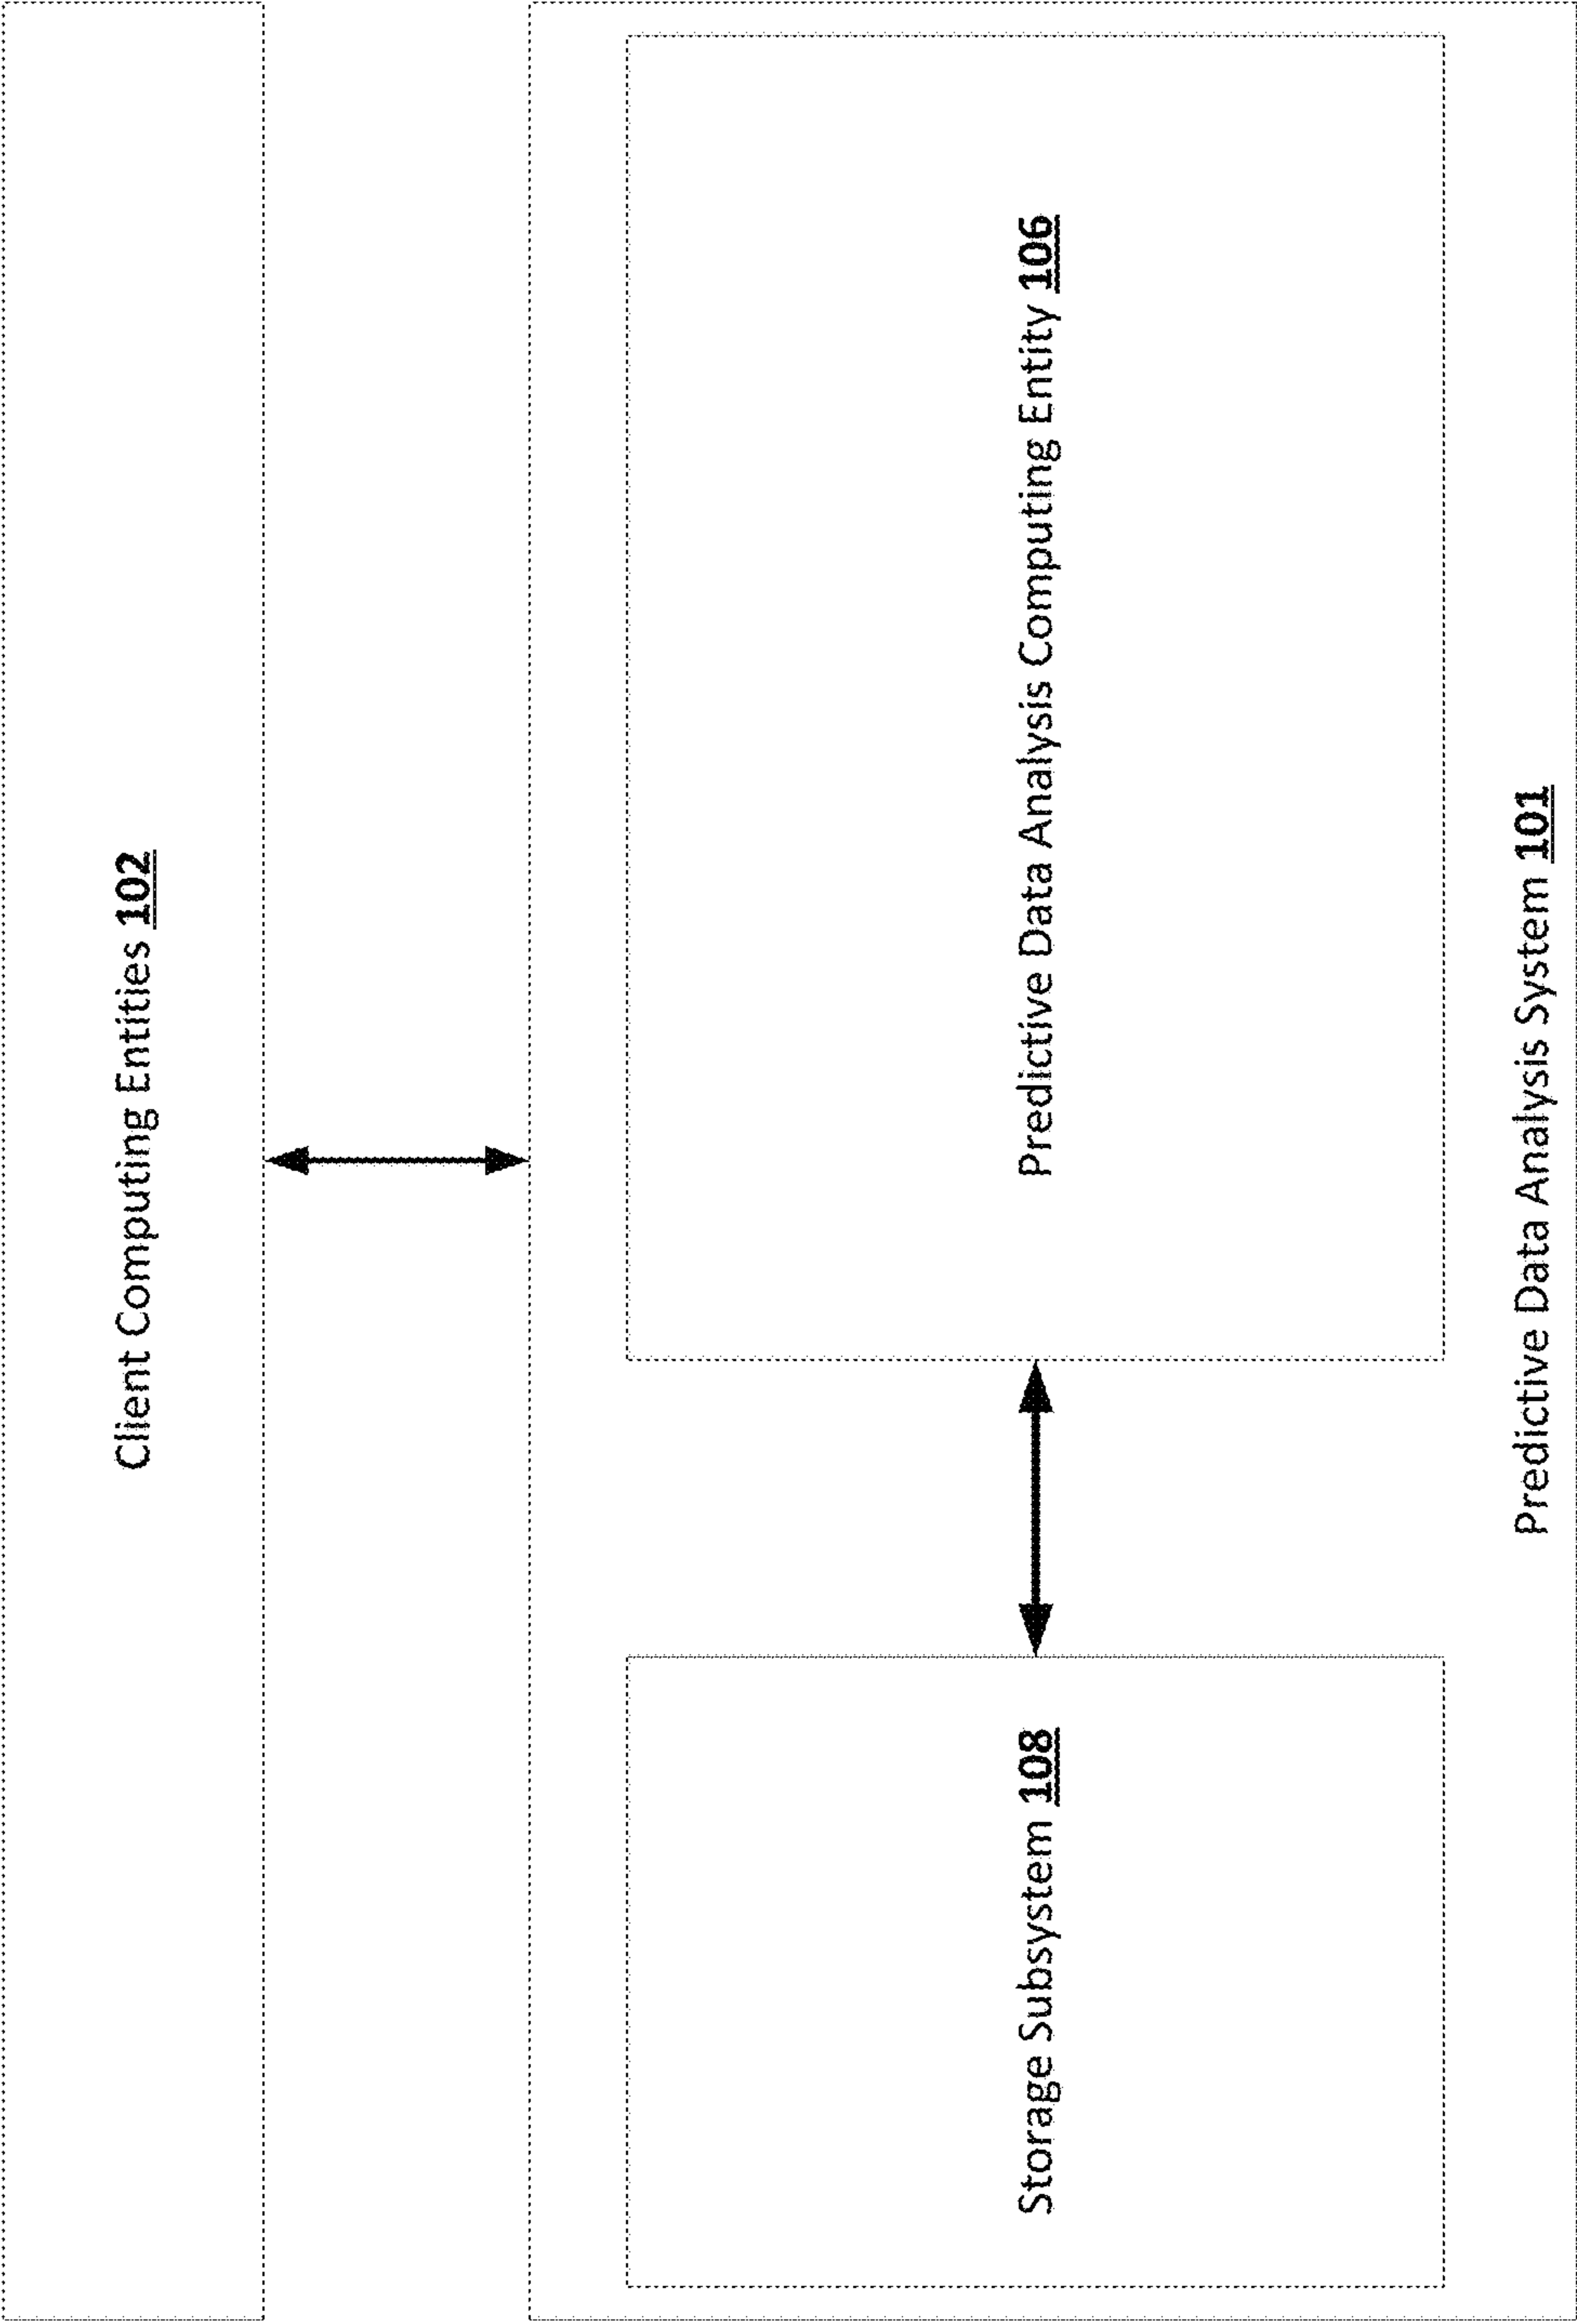 Client Computing Entities 102
Storage Subsystem 108
Predictive Data Analysis Computing Entity 106
Predictive Data Analysis System 101